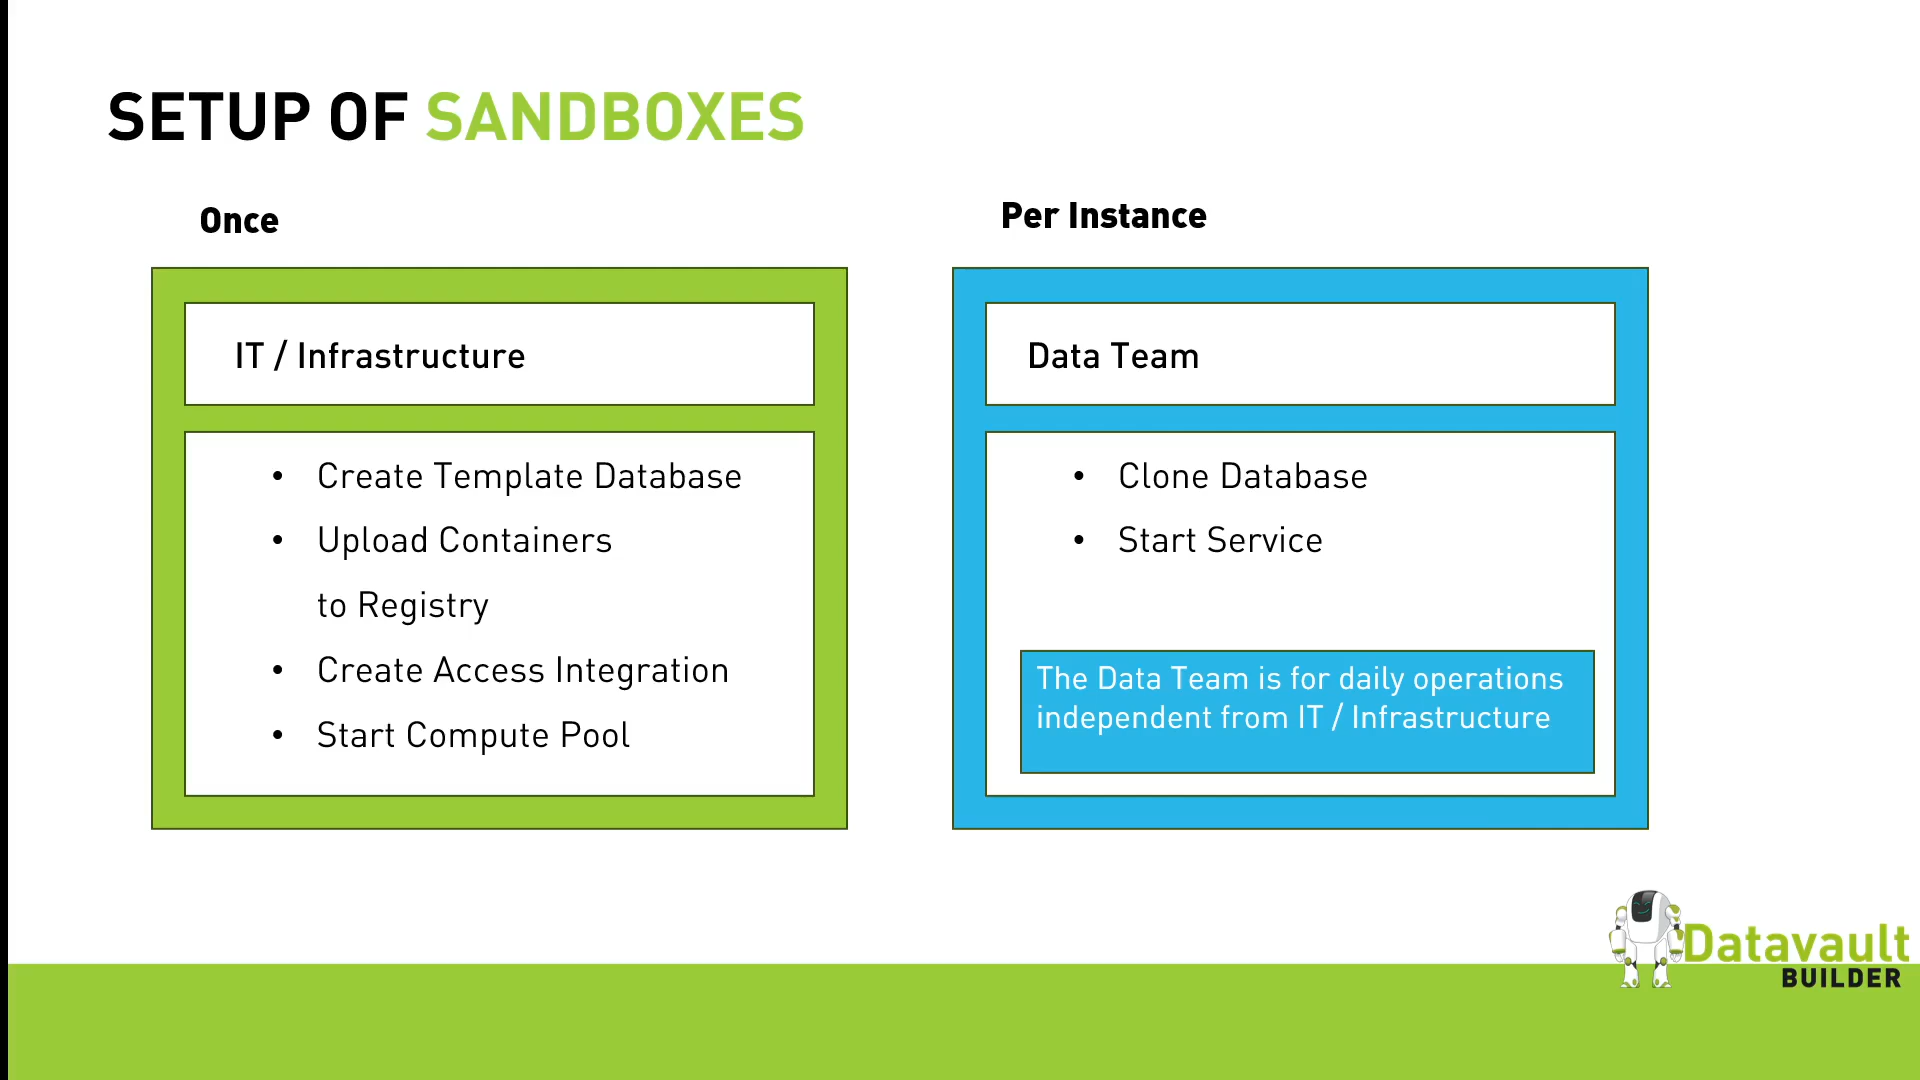 SETUP OF SANDBOXES
Once
IT / Infrastructure
• Create Template Database
• Upload Containers
to Registry
• Create Access Integration
• Start Compute Pool
Per Instance
Data Team
• Clone Database
• Start Service
The Data Team is for daily operations
independent from IT / Infrastructure
Datavault
BUILDER